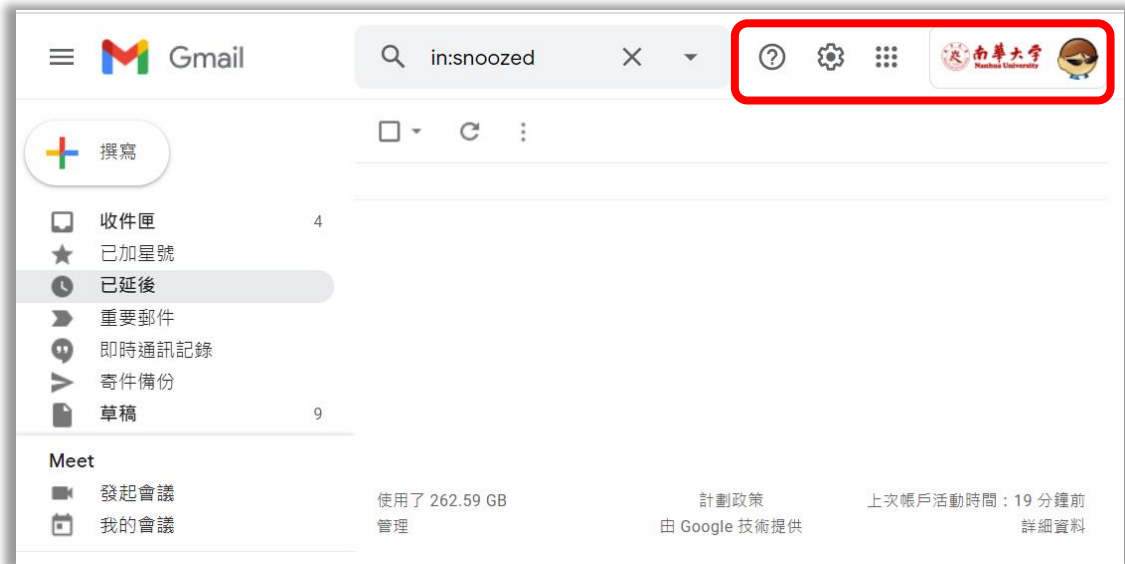 Gmail
in:snoozed
南華大學
Nanhua University
撰寫
收件匣 4
已加星號
已延後
重要郵件
即時通訊記錄
寄件備份
草稿 9
Meet
發起會議
我的會議
使用了 262.59 GB
管理
計劃政策
由 Google 技術提供
上次帳戶活動時間：19 分鐘前
詳細資料